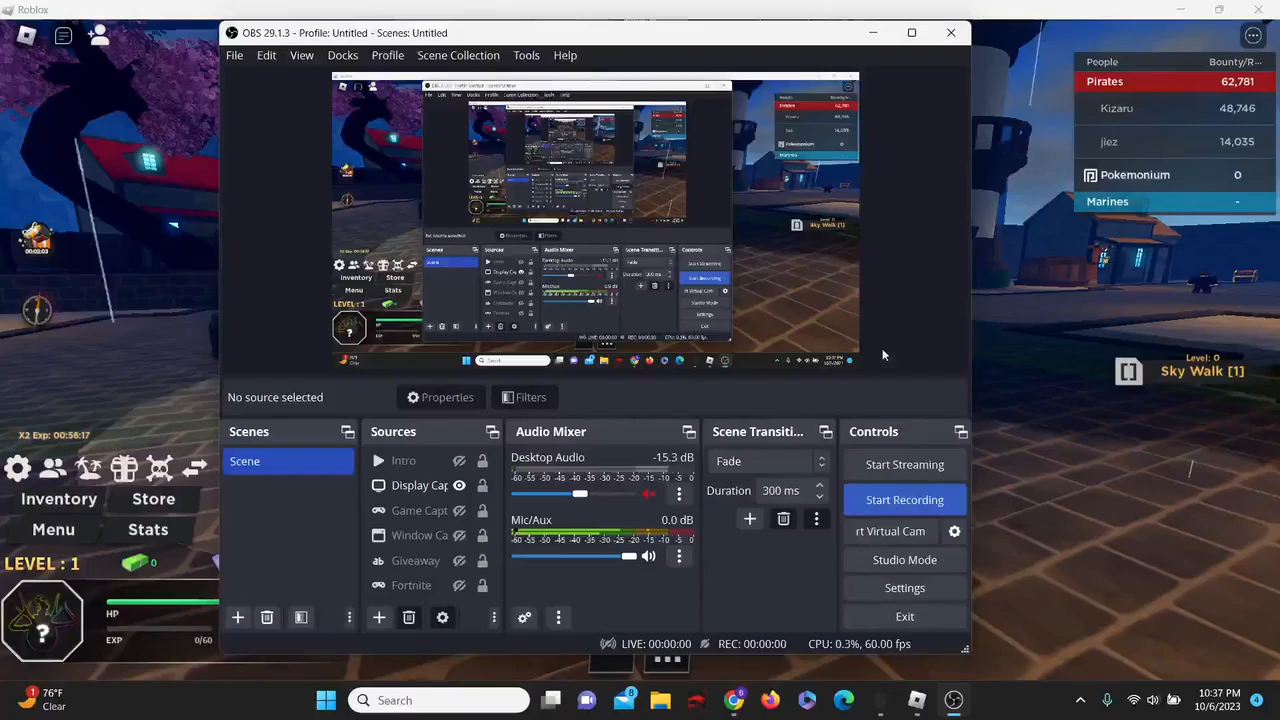 Roblox
OBS 29.1.3 - Profile: Untitled - Scenes: Untitled
File Edit View Docks Profile Scene Collection Tools Help
People Bounty/R...
Pirates 62,781
Kizaru 48,746
jiez 14,035
Pokemonium 0
Marines -
00:02:03
Level: 0
Sky Walk [1]
X2 Exp: 00:56:17
Inventory Store
Menu Stats
LEVEL : 1 0
?
HP
EXP 0/60
No source selected
Properties Filters
Scenes
Scene
Sources
Intro
Display Cap
Game Capt
Window Ca
Giveaway
Fortnite
Audio Mixer
Desktop Audio -15.3 dB
-60 -55 -50 -45 -40 -35 -30 -25 -20 -15 -10 -5 0
Mic/Aux 0.0 dB
-60 -55 -50 -45 -40 -35 -30 -25 -20 -15 -10 -5 0
Scene Transiti...
Fade
Duration 300 ms
Controls
Start Streaming
Start Recording
rt Virtual Cam
Studio Mode
Settings
Exit
LIVE: 00:00:00 REC: 00:00:00 CPU: 0.3%, 60.00 fps
1
76°F
Clear
Search
8
6
10:37 PM
10/6/2023
4